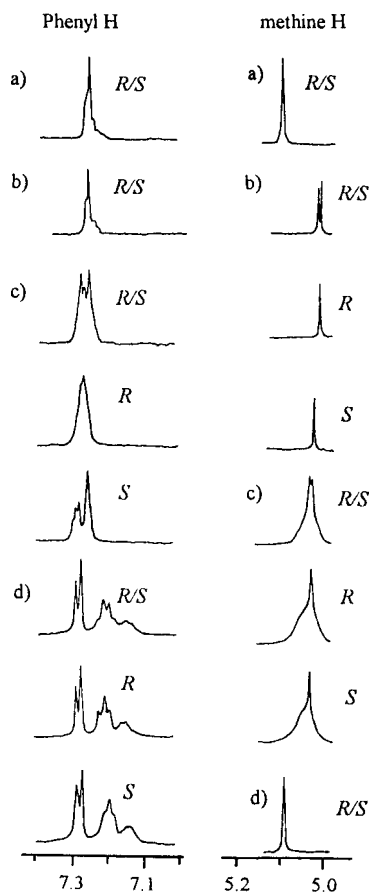 Phenyl H
methine H
a)
R/S
a)
R/S
b)
R/S
b)
R/S
c)
R/S
R
R
S
S
c)
R/S
d)
R/S
R
R
S
S
d)
R/S
7.3
7.1
5.2
5.0